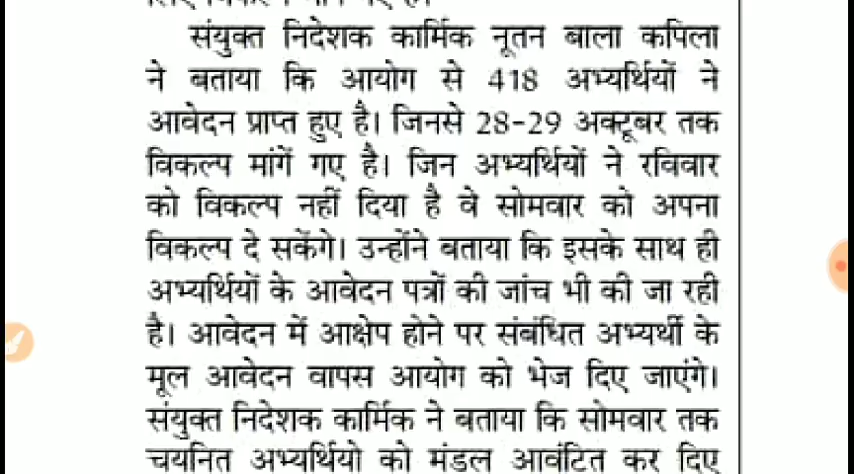 संयुक्त निदेशक कार्मिक नूतन बाला कपिला
ने बताया कि आयोग से 418 अभ्यर्थियों ने
आवेदन प्राप्त हुए है। जिनसे 28-29 अक्टूबर तक
विकल्प मांगें गए है। जिन अभ्यर्थियों ने रविवार
को विकल्प नहीं दिया है वे सोमवार को अपना
विकल्प दे सकेंगे। उन्होंने बताया कि इसके साथ ही
अभ्यर्थियों के आवेदन पत्रों की जांच भी की जा रही
है। आवेदन में आक्षेप होने पर संबंधित अभ्यर्थी के
मूल आवेदन वापस आयोग को भेज दिए जाएंगे।
संयुक्त निदेशक कार्मिक ने बताया कि सोमवार तक
चयनित अभ्यर्थियो को मंडल आवंटित कर दिए